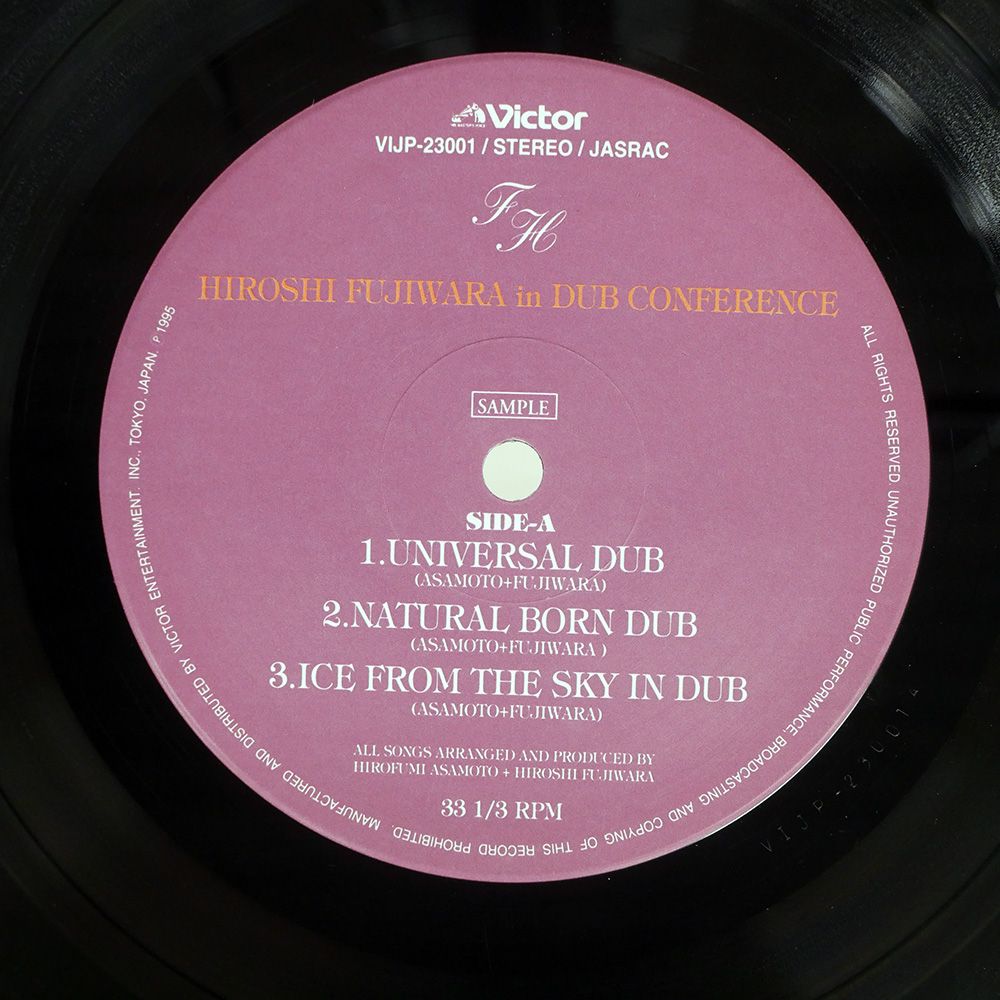 Victor
VIJP-23001 / STEREO / JASRAC
FH
HIROSHI FUJIWARA in DUB CONFERENCE
SAMPLE
SIDE-A
1.UNIVERSAL DUB
(ASAMOTO+FUJIWARA)
2.NATURAL BORN DUB
(ASAMOTO+FUJIWARA )
3.ICE FROM THE SKY IN DUB
(ASAMOTO+FUJIWARA)
ALL SONGS ARRANGED AND PRODUCED BY
HIROFUMI ASAMOTO + HIROSHI FUJIWARA
33 1/3 RPM
ALL RIGHTS RESERVED. UNAUTHORIZED PUBLIC PERFORMANCE BROADCASTING AND COPYING OF THIS RECORD PROHIBITED. MANUFACTURED AND DISTRIBUTED BY VICTOR ENTERTAINMENT. INC., TOKYO, JAPAN. ℗1995
VIJP-23001